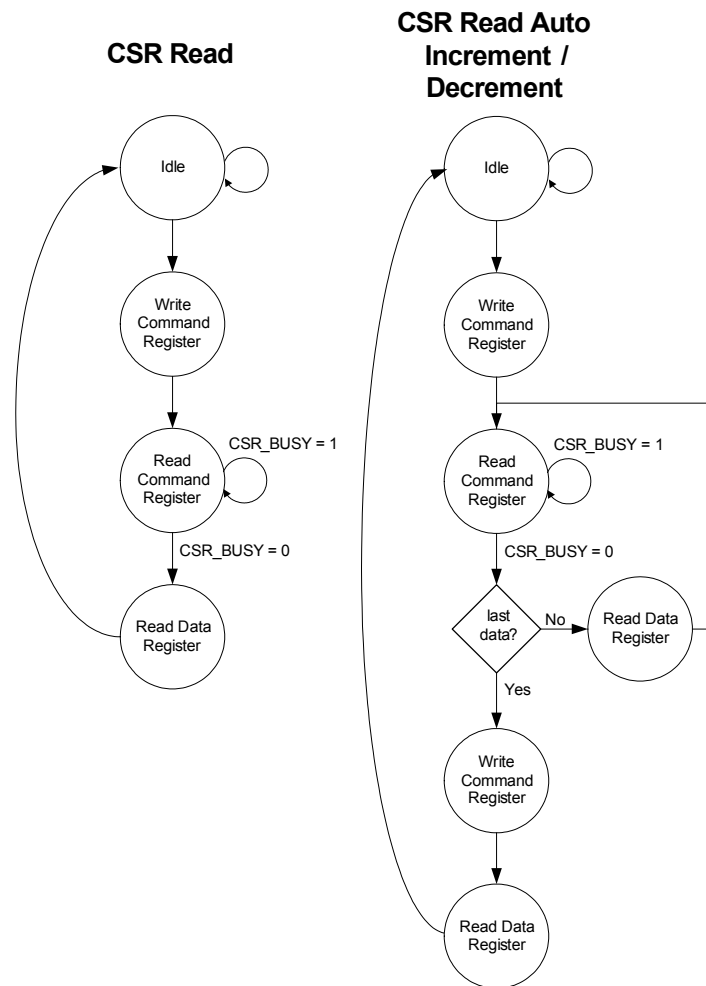 CSR Read
Idle
Write
Command
Register
Read
Command
Register
CSR_BUSY = 1
CSR_BUSY = 0
Read Data
Register
CSR Read Auto
Increment /
Decrement
Idle
Write
Command
Register
Read
Command
Register
CSR_BUSY = 1
CSR_BUSY = 0
last
data?
No
Read Data
Register
Yes
Write
Command
Register
Read Data
Register